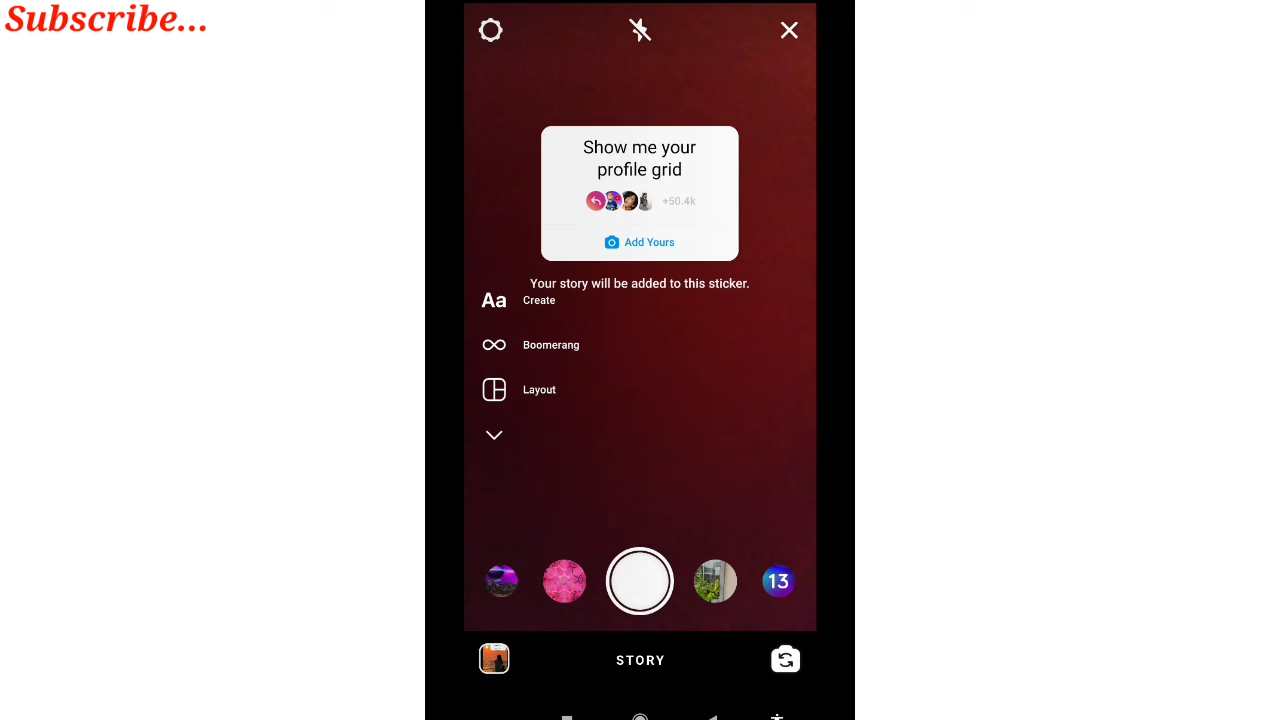 Subscribe...
Show me your
profile grid
+50.4k
Add Yours
Your story will be added to this sticker.
Aa Create
Boomerang
Layout
13
STORY